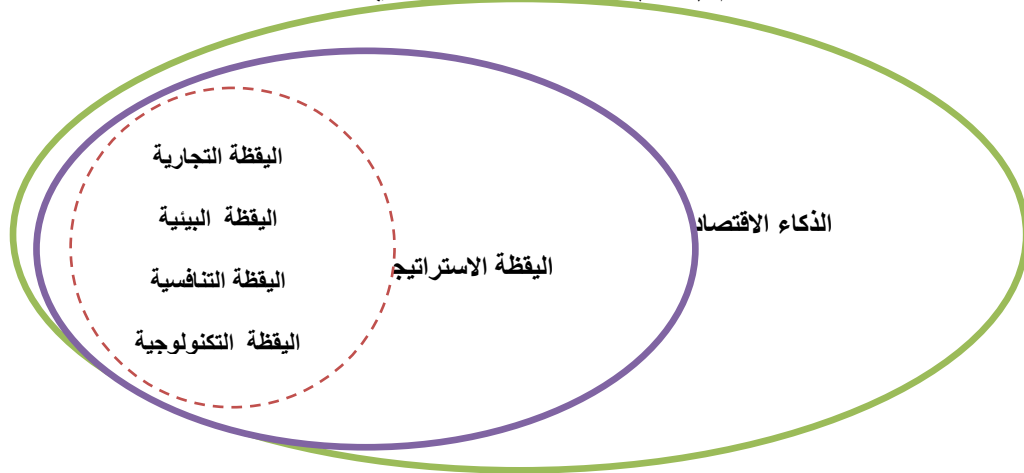 اليقظة التجارية
اليقظة البيئية
اليقظة التنافسية
اليقظة التكنولوجية
اليقظة الاستراتيج
الذكاء الاقتصاد